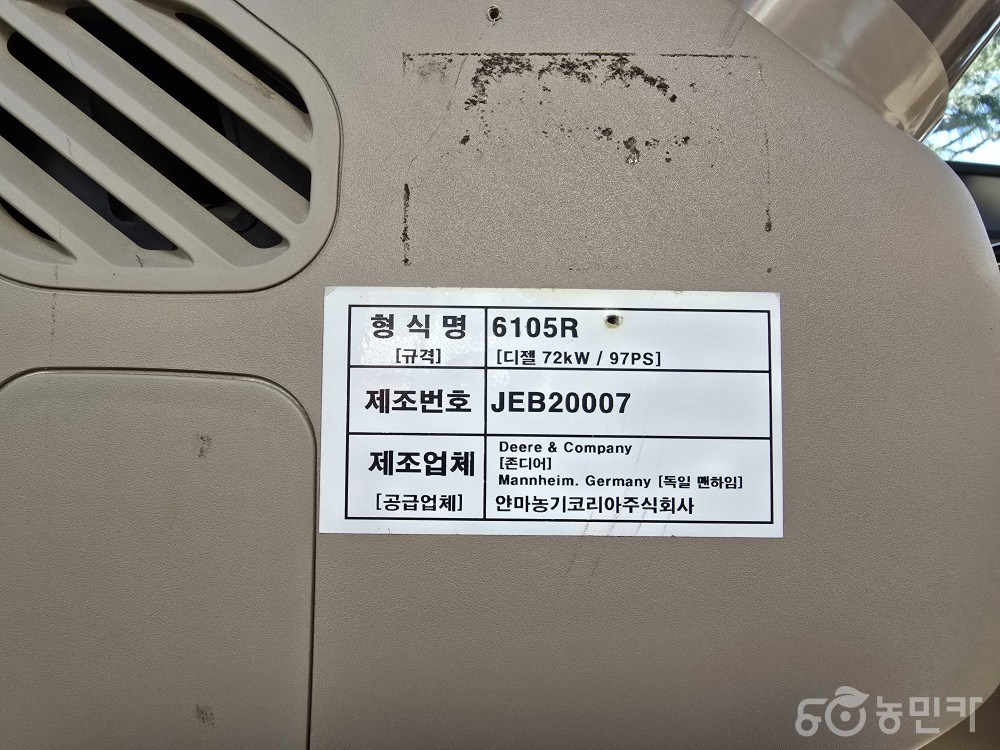 형식명 6105R
[규격] [디젤 72kW / 97PS]
제조번호 JEB20007
제조업체 Deere & Company
[존디어]
Mannheim. Germany [독일 맨하임]
[공급업체] 얀마농기코리아주식회사
농민카